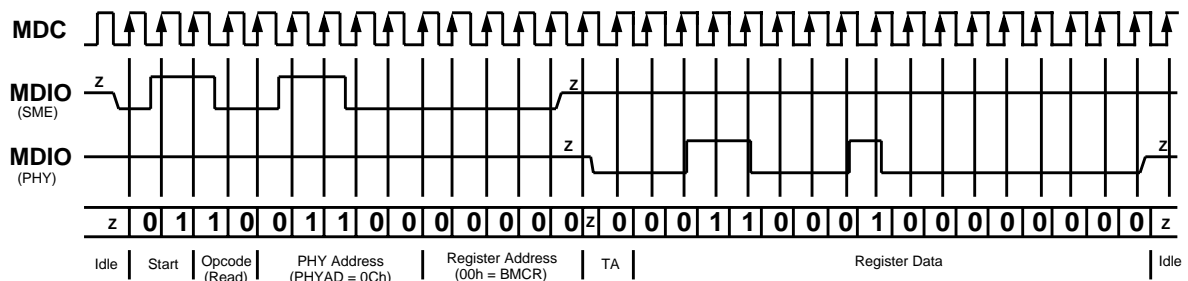 MDC
Z Z
MDIO
(SME)
Z Z
MDIO
(PHY)
z 0 1 1 0 0 1 1 0 0 0 0 0 0 0 Z 0 0 0 1 1 0 0 0 1 0 0 0 0 0 0 0 0 Z
Idle Start Opcode (Read) PHY Address (PHYAD = 0Ch) Register Address (00h = BMCR) TA Register Data Idle